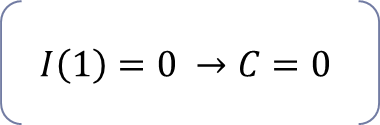 I(1) = 0 → C = 0